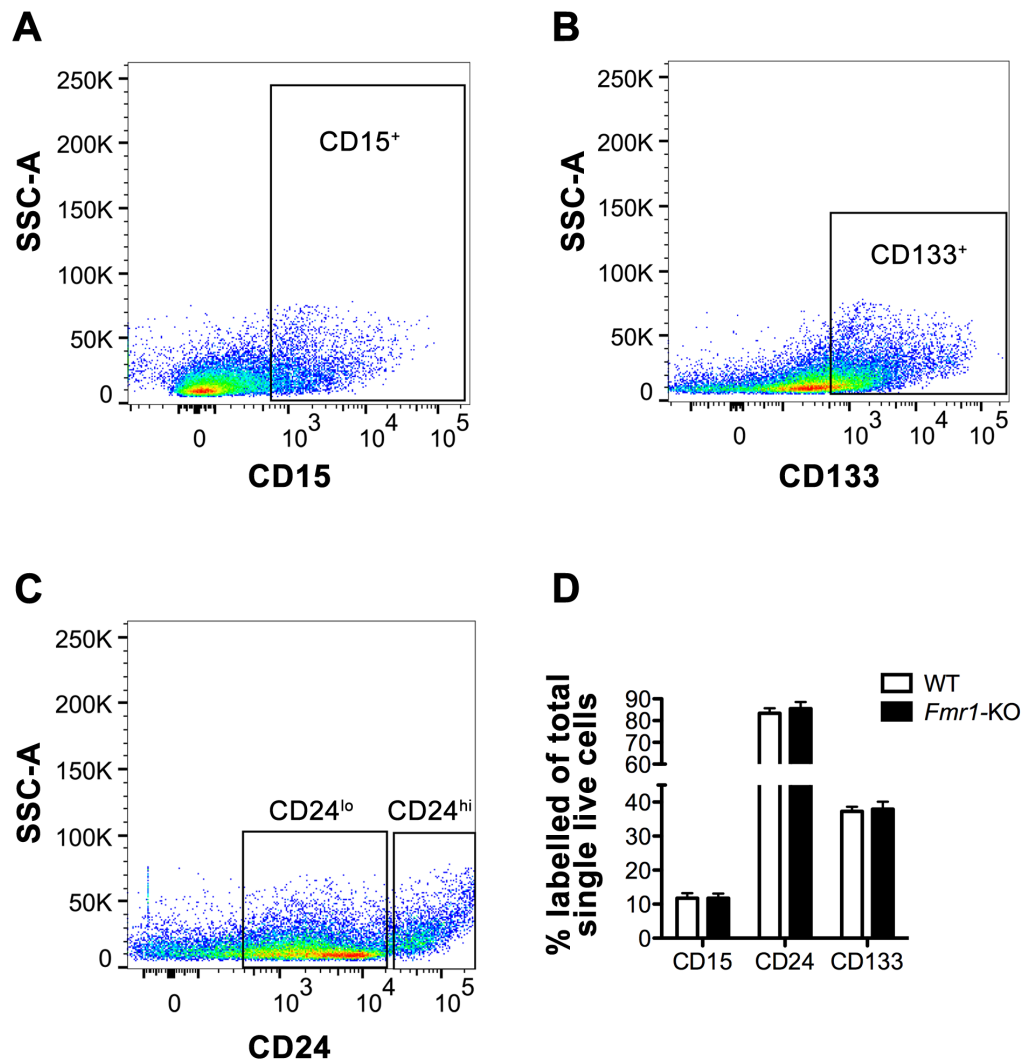 A
250K
200K
150K
100K
50K
0
SSC-A
CD15⁺
0 10³ 10⁴ 10⁵
CD15
B
250K
200K
150K
100K
50K
0
SSC-A
CD133⁺
0 10³ 10⁴ 10⁵
CD133
C
250K
200K
150K
100K
50K
0
SSC-A
CD24ˡᵒ CD24ʰⁱ
0 10³ 10⁴ 10⁵
CD24
D
% labelled of total
single live cells
90
80
70
60
40
30
20
10
0
CD15 CD24 CD133
WT
Fmr1-KO